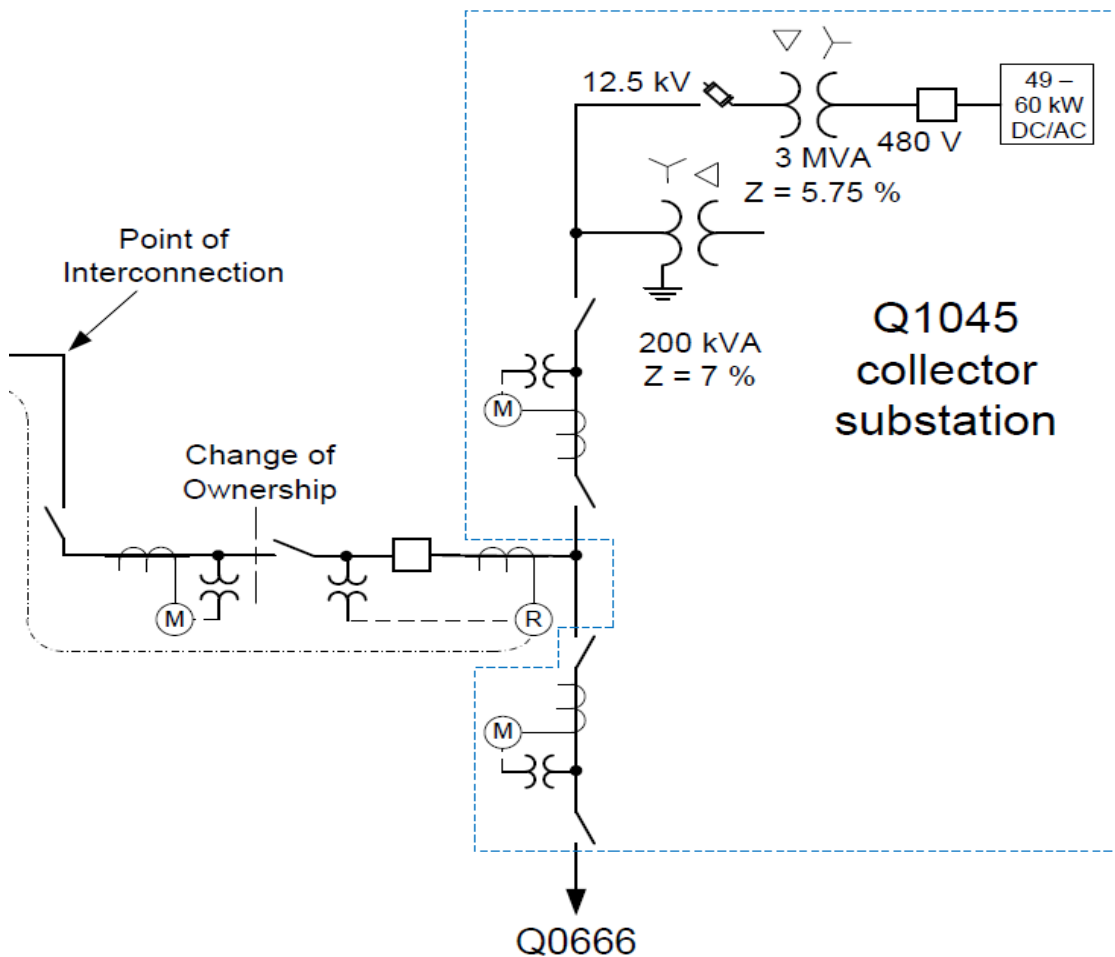 12.5 kV
49 –
60 kW
DC/AC
480 V
3 MVA
Z = 5.75 %
Point of
Interconnection
200 kVA
Z = 7 %
Q1045
collector
substation
M
Change of
Ownership
M
R
M
Q0666